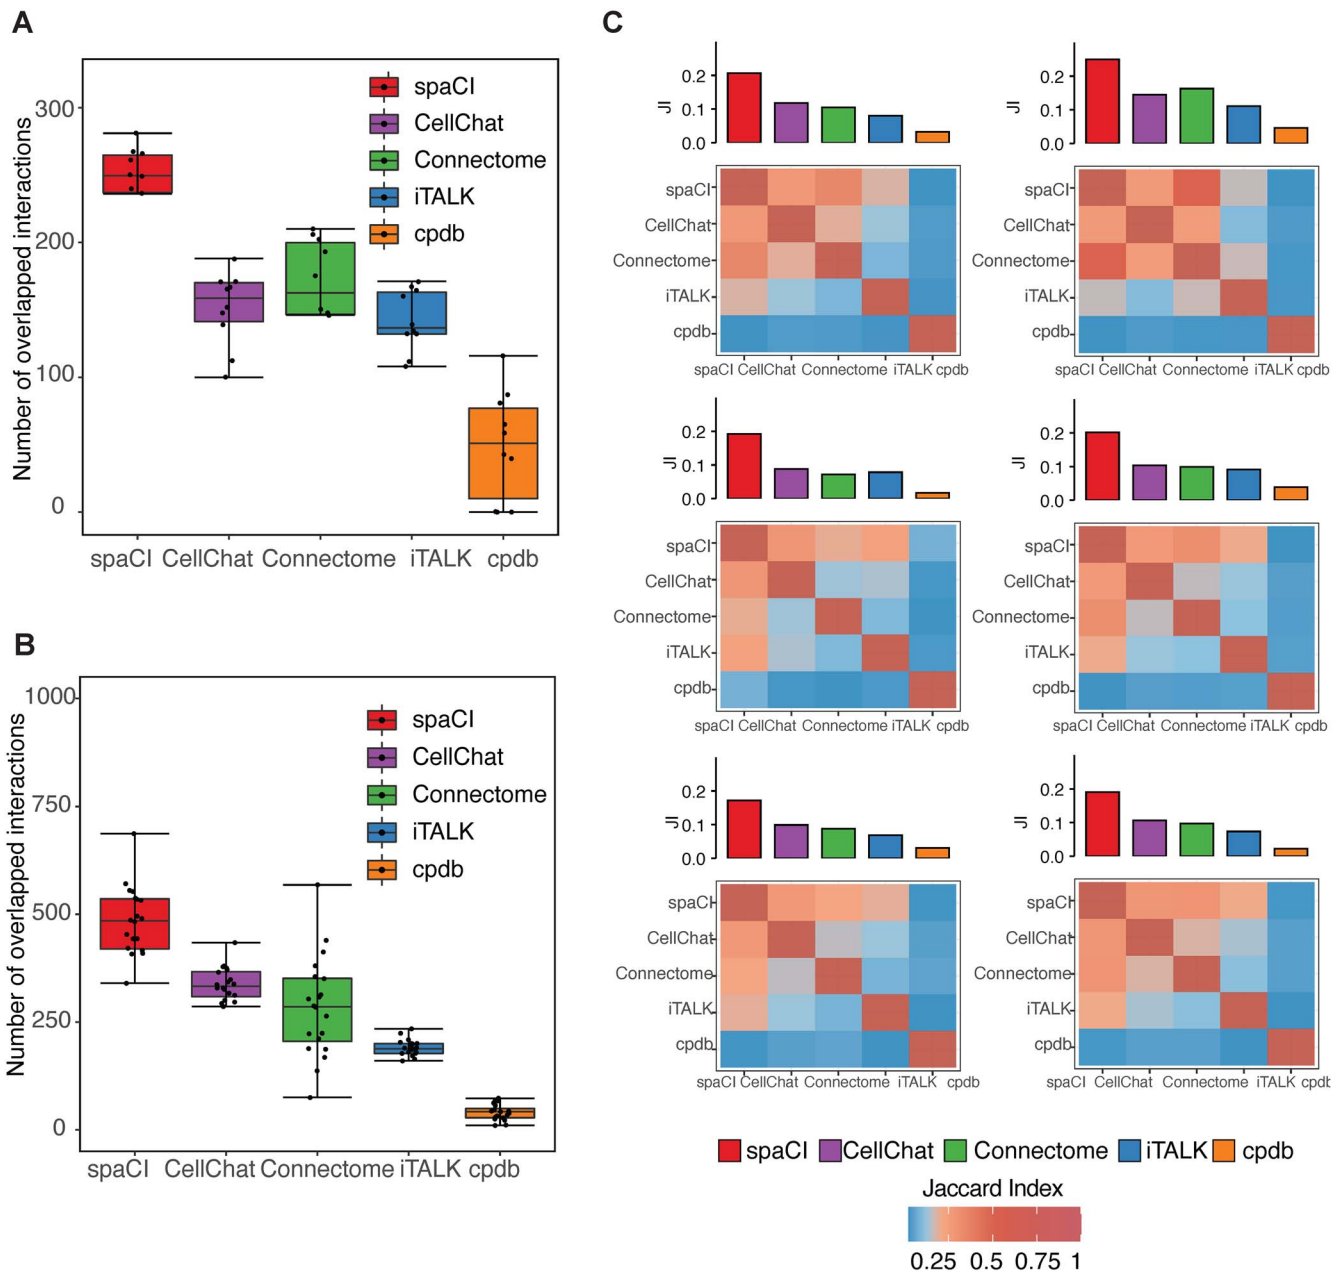 A
Number of overlapped interactions
300
200
100
0
spaCI
CellChat
Connectome
iTALK
cpdb
spaCI CellChat Connectome iTALK cpdb
B
Number of overlapped interactions
1000
750
500
250
0
spaCI
CellChat
Connectome
iTALK
cpdb
spaCI CellChat Connectome iTALK cpdb
C
JI
0.2
0.1
0.0
spaCI
CellChat
Connectome
iTALK
cpdb
spaCI CellChat Connectome iTALK cpdb
JI
0.2
0.1
0.0
spaCI
CellChat
Connectome
iTALK
cpdb
spaCI CellChat Connectome iTALK cpdb
JI
0.2
0.1
0.0
spaCI
CellChat
Connectome
iTALK
cpdb
spaCI CellChat Connectome iTALK cpdb
JI
0.2
0.1
0.0
spaCI
CellChat
Connectome
iTALK
cpdb
spaCI CellChat Connectome iTALK cpdb
JI
0.2
0.1
0.0
spaCI
CellChat
Connectome
iTALK
cpdb
spaCI CellChat Connectome iTALK cpdb
JI
0.2
0.1
0.0
spaCI
CellChat
Connectome
iTALK
cpdb
spaCI CellChat Connectome iTALK cpdb
spaCI CellChat Connectome iTALK cpdb
Jaccard Index
0.25 0.5 0.75 1